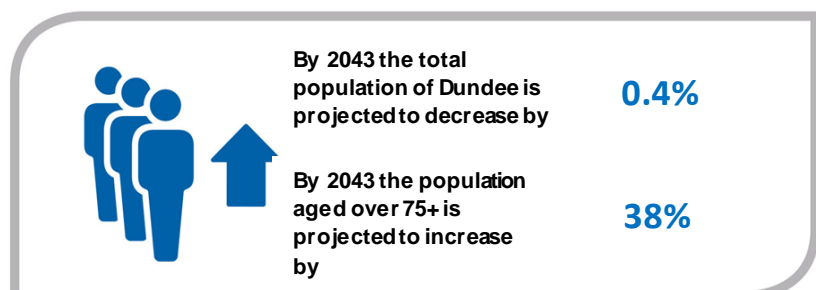 By 2043 the total
population of Dundee is
projected to decrease by
0.4%
By 2043 the population
aged over 75+ is
projected to increase
by
38%